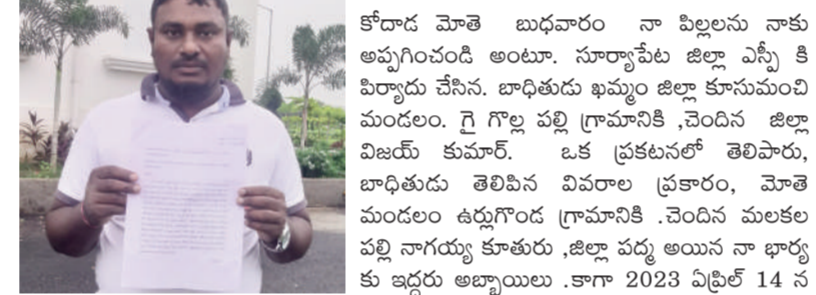 కోదాడ మోతె బుధవారం నా పిల్లలను నాకు
అప్పగించండి అంటూ. సూర్యాపేట జిల్లా ఎస్పీ కి
పిర్యాదు చేసిన. బాధితుడు ఖమ్మం జిల్లా కూసుమంచి
మండలం. గై గొల్ల పల్లి గ్రామానికి ,చెందిన జిల్లా
విజయ్ కుమార్. ఒక ప్రకటనలో తెలిపారు,
బాధితుడు తెలిపిన వివరాల ప్రకారం, మోతె
మండలం ఉర్లుగొండ గ్రామానికి .చెందిన మలకల
పల్లి నాగయ్య కూతురు ,జిల్లా పద్మ అయిన నా భార్య
కు ఇద్దరు అబ్బాయిలు .కాగా 2023 ఏప్రిల్ 14 న